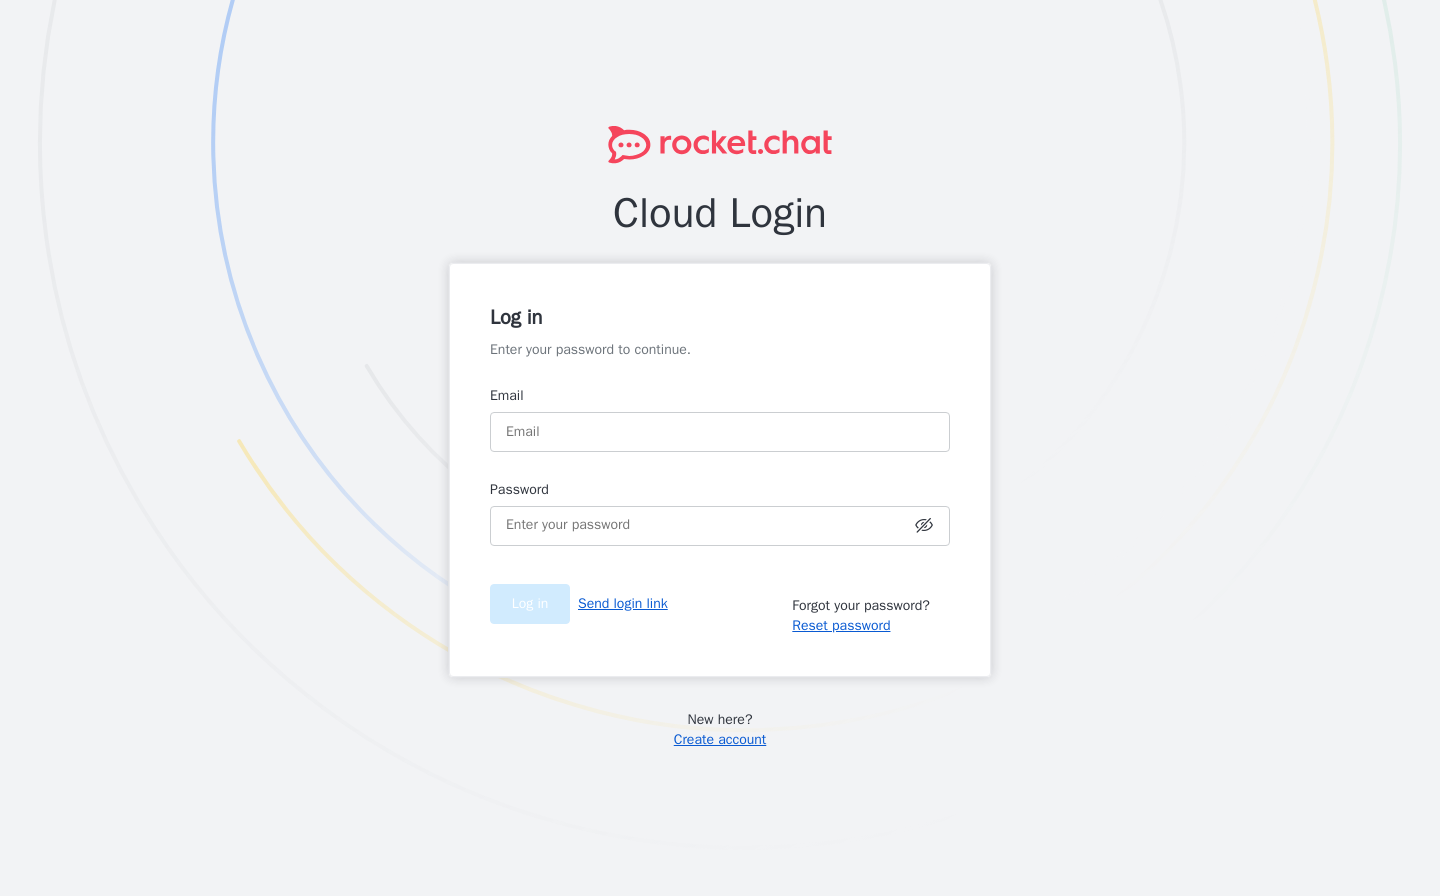 rocket.chat
Cloud Login
Log in
Enter your password to continue.
Email
Email
Password
Enter your password
Log in
Send login link
Forgot your password?
Reset password
New here?
Create account